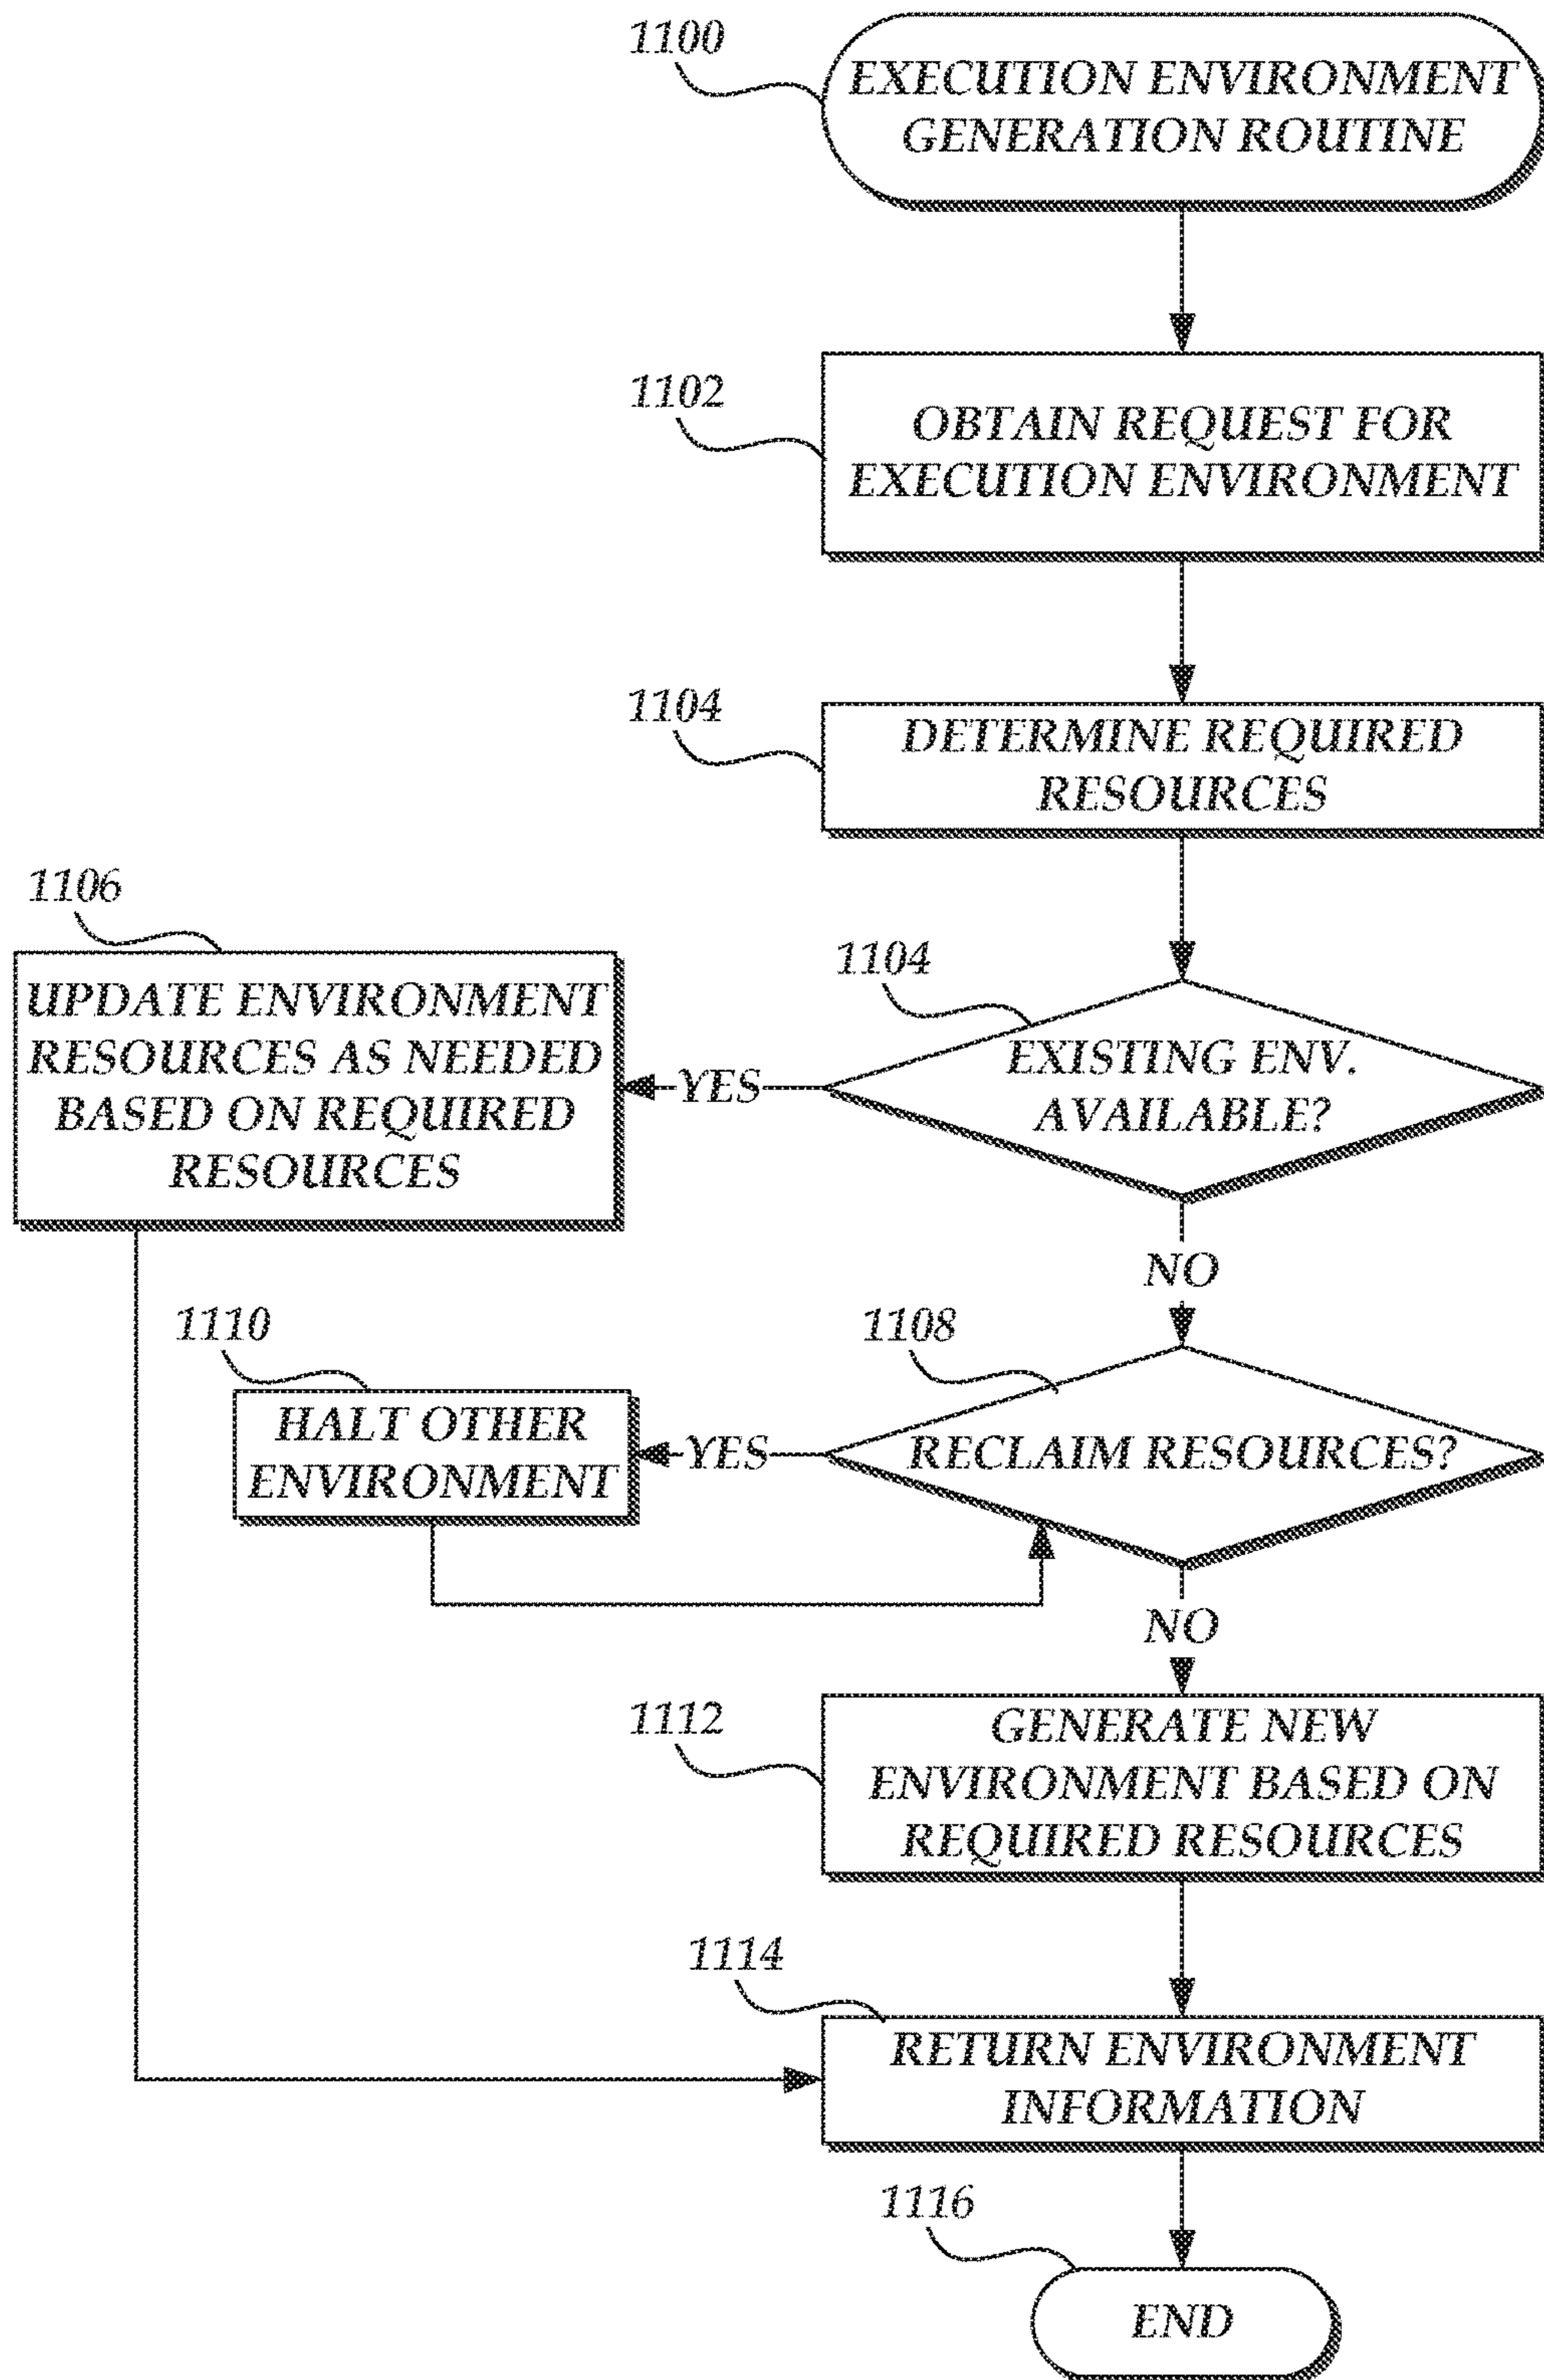 1100
EXECUTION ENVIRONMENT
GENERATION ROUTINE
1102
OBTAIN REQUEST FOR
EXECUTION ENVIRONMENT
1104
DETERMINE REQUIRED
RESOURCES
1106
UPDATE ENVIRONMENT
RESOURCES AS NEEDED
BASED ON REQUIRED
RESOURCES
1104
EXISTING ENV.
AVAILABLE?
YES
NO
1110
HALT OTHER
ENVIRONMENT
1108
RECLAIM RESOURCES?
YES
NO
1112
GENERATE NEW
ENVIRONMENT BASED ON
REQUIRED RESOURCES
1114
RETURN ENVIRONMENT
INFORMATION
1116
END